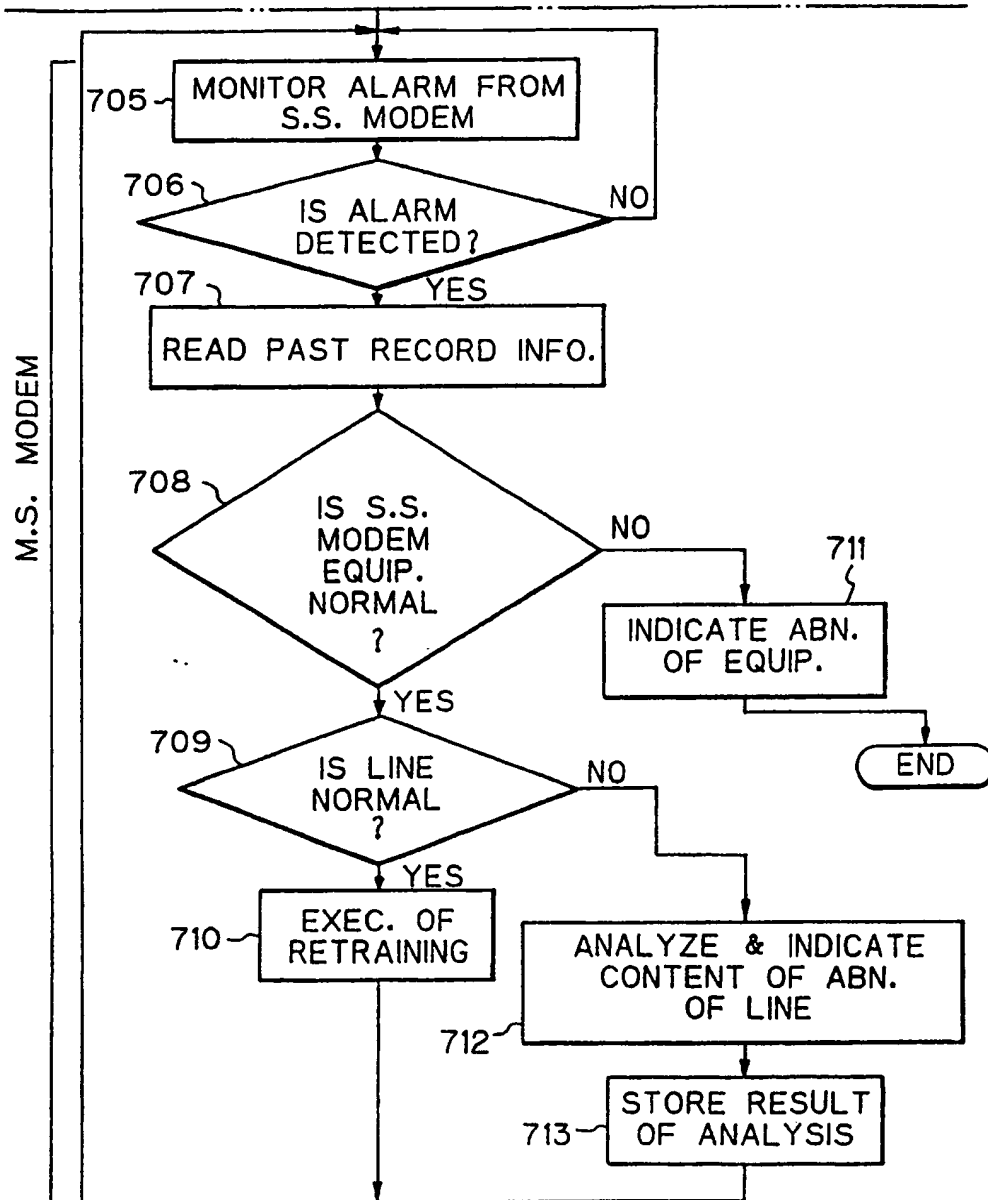 705
MONITOR ALARM FROM
S.S. MODEM
706
IS ALARM
DETECTED?
NO
YES
707
READ PAST RECORD INFO.
M.S. MODEM
708
IS S.S.
MODEM
EQUIP.
NORMAL
?
NO
711
INDICATE ABN.
OF EQUIP.
YES
END
709
IS LINE
NORMAL
?
NO
YES
710
EXEC. OF
RETRAINING
ANALYZE & INDICATE
CONTENT OF ABN.
OF LINE
712
STORE RESULT
OF ANALYSIS
713